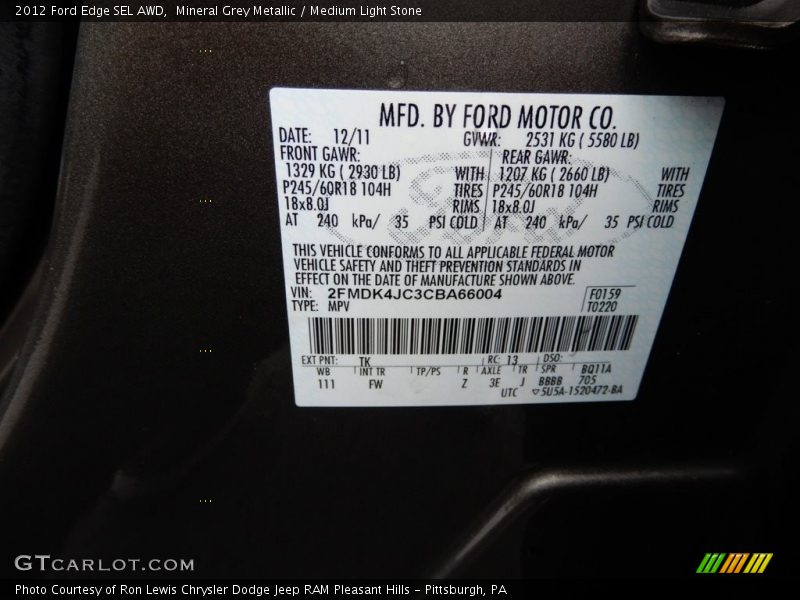 2012 Ford Edge SEL AWD,  Mineral Grey Metallic / Medium Light Stone
MFD. BY FORD MOTOR CO.
DATE: 12/11 GVWR: 2531 KG ( 5580 LB)
FRONT GAWR: REAR GAWR:
1329 KG ( 2930 LB) WITH 1207 KG ( 2660 LB) WITH
P245/60R18 104H TIRES P245/60R18 104H TIRES
18x8.0J RIMS 18x8.0J RIMS
AT 240 kPa/ 35 PSI COLD AT 240 kPa/ 35 PSI COLD
THIS VEHICLE CONFORMS TO ALL APPLICABLE FEDERAL MOTOR
VEHICLE SAFETY AND THEFT PREVENTION STANDARDS IN
EFFECT ON THE DATE OF MANUFACTURE SHOWN ABOVE.
VIN: 2FMDK4JC3CBA66004 F0159
TYPE: MPV T0220
EXT PNT: TK RC: 13 DSO:
WB INT TR TP/PS R AXLE TR SPR BQ11A
111 FW Z 3E J BBBB 705
UTC 5U5A-1520472-BA
GTCARLOT.COM
Photo Courtesy of Ron Lewis Chrysler Dodge Jeep RAM Pleasant Hills - Pittsburgh, PA